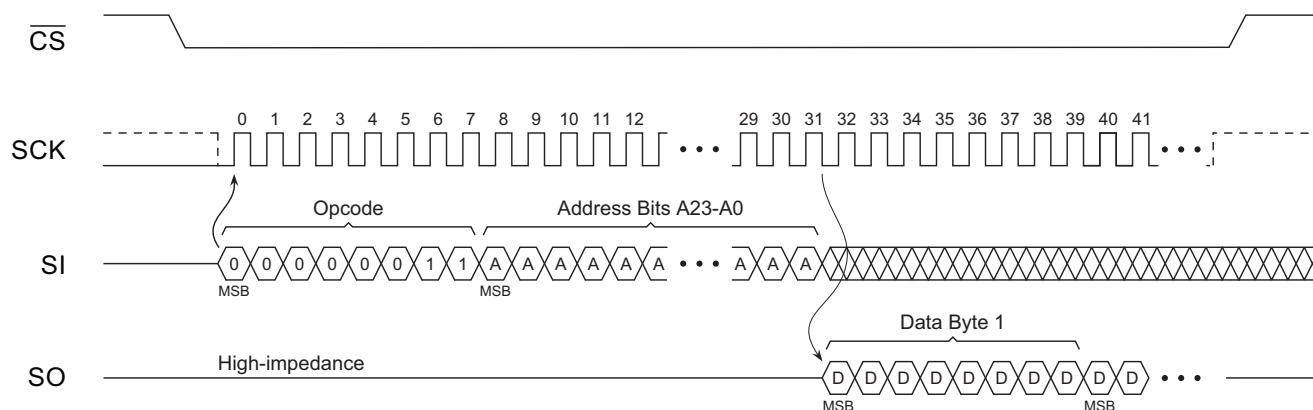 CS
0 1 2 3 4 5 6 7 8 9 10 11 12 29 30 31 32 33 34 35 36 37 38 39 40 41
SCK
Opcode Address Bits A23-A0
SI 0 0 0 0 0 0 1 1 A A A A A A A A A
MSB MSB
Data Byte 1
High-impedance
SO D D D D D D D D D D
MSB MSB